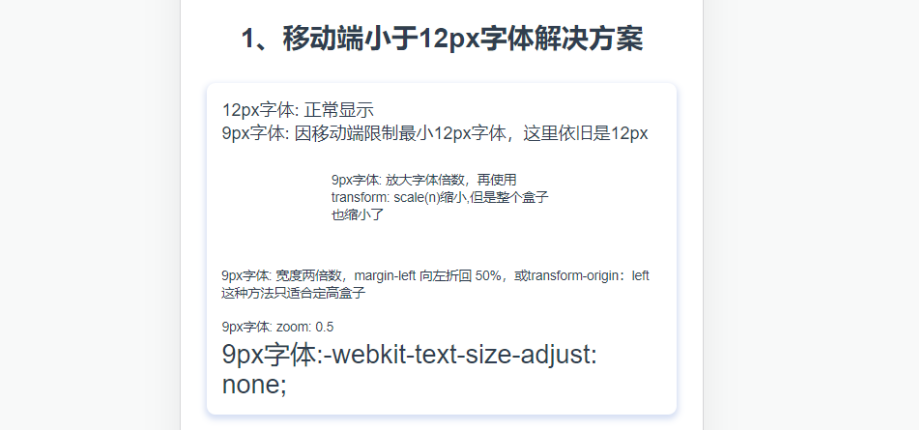 1、移动端小于12px字体解决方案
12px字体: 正常显示
9px字体: 因移动端限制最小12px字体，这里依旧是12px
9px字体: 放大字体倍数，再使用
transform: scale(n)缩小,但是整个盒子
也缩小了
9px字体: 宽度两倍数，margin-left 向左折回 50%，或transform-origin：left
这种方法只适合定高盒子
9px字体: zoom: 0.5
9px字体:-webkit-text-size-adjust:
none;